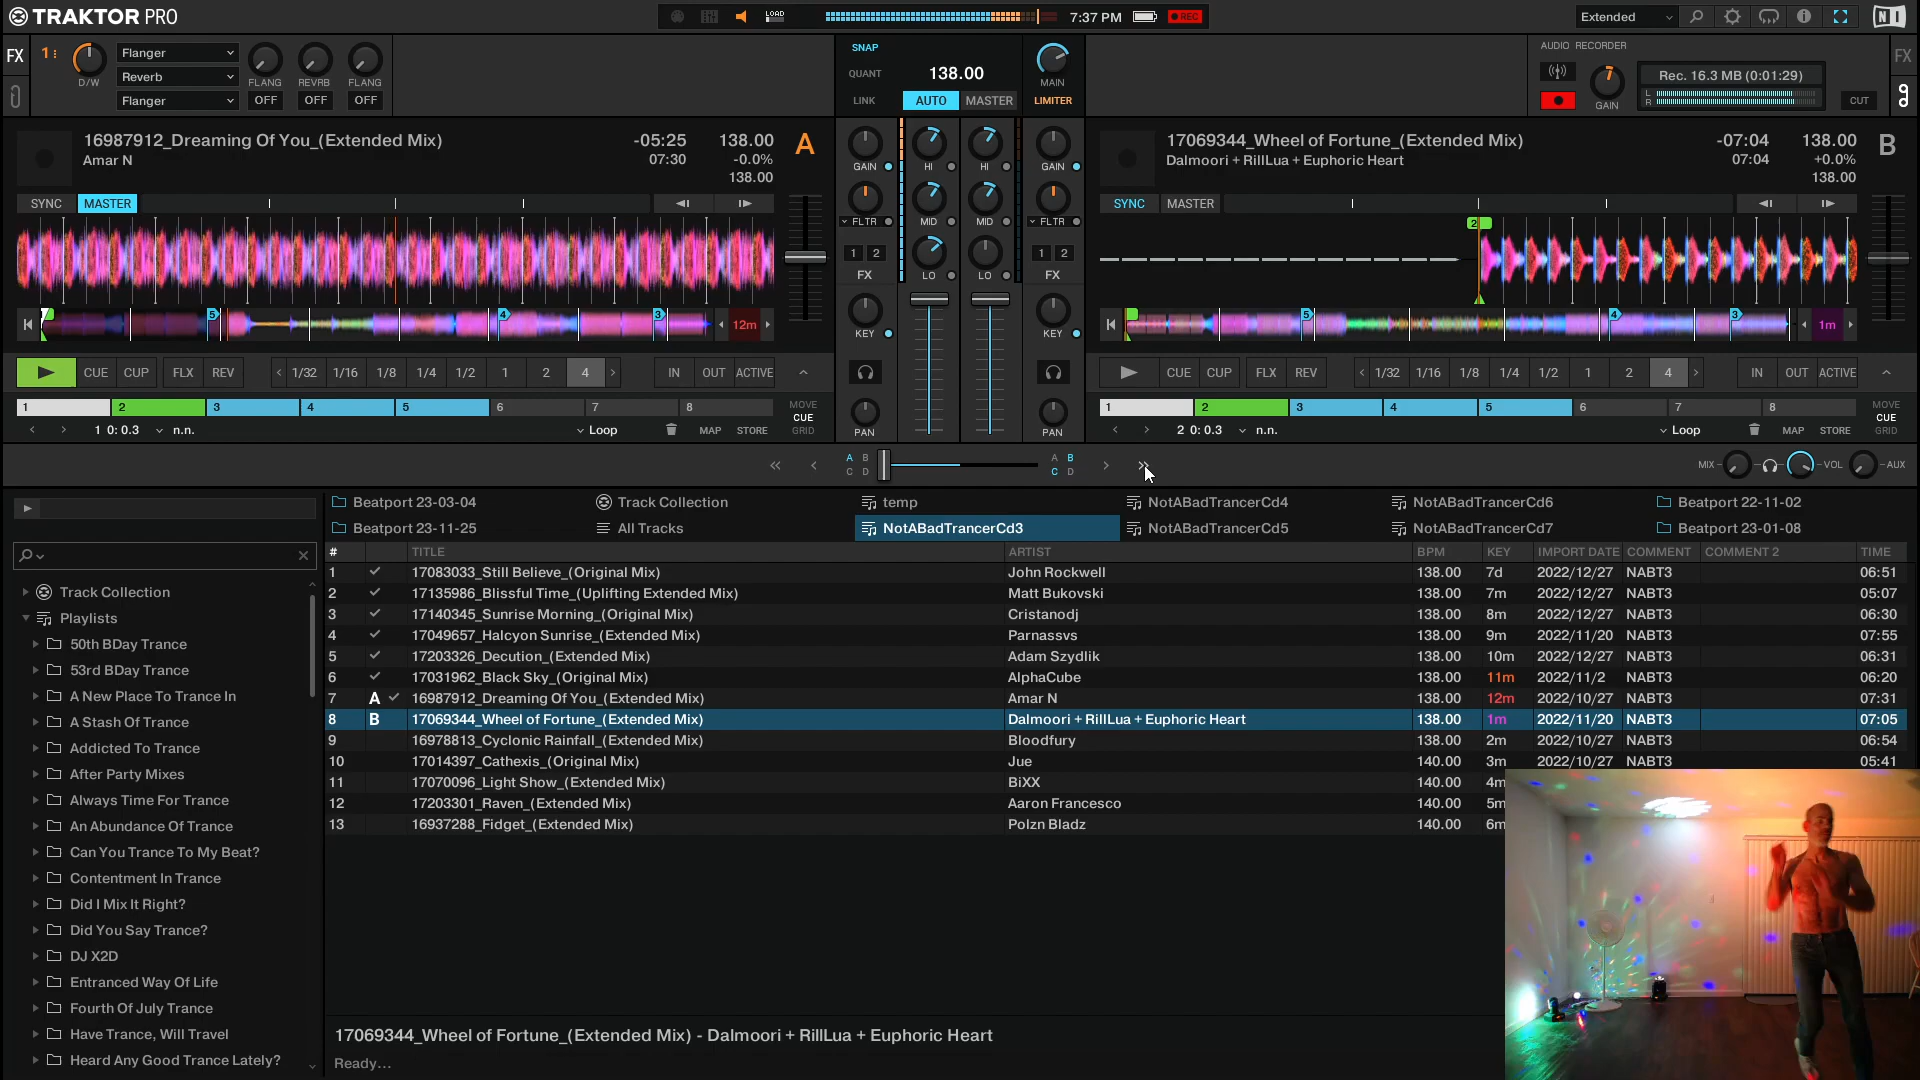 TRAKTOR PRO
LOAD
7:37 PM
REC
Extended
FX
1
D/W
Flanger
Reverb
Flanger
FLANG
REVRB
FLANG
OFF
OFF
OFF
SNAP
QUANT
LINK
138.00
AUTO
MASTER
MAIN
LIMITER
AUDIO RECORDER
GAIN
Rec. 16.3 MB (0:01:29)
L
R
CUT
FX
16987912_Dreaming Of You_(Extended Mix)
Amar N
-05:25
07:30
138.00
-0.0%
138.00
A
SYNC
MASTER
5
4
3
12m
CUE
CUP
FLX
REV
1/32
1/16
1/8
1/4
1/2
1
2
4
IN
OUT
ACTIVE
1
2
3
4
5
6
7
8
MOVE
CUE
GRID
1 0: 0.3
n.n.
Loop
MAP
STORE
GAIN
HI
HI
GAIN
FLTR
MID
MID
FLTR
1
2
1
2
FX
LO
LO
FX
KEY
KEY
PAN
PAN
17069344_Wheel of Fortune_(Extended Mix)
Dalmoori + RillLua + Euphoric Heart
-07:04
07:04
138.00
+0.0%
138.00
B
SYNC
MASTER
2
5
4
3
1m
CUE
CUP
FLX
REV
1/32
1/16
1/8
1/4
1/2
1
2
4
IN
OUT
ACTIVE
1
2
3
4
5
6
7
8
MOVE
CUE
GRID
2 0: 0.3
n.n.
Loop
MAP
STORE
A B
C D
A B
C D
MIX
VOL
AUX
Beatport 23-03-04
Track Collection
temp
NotABadTrancerCd4
NotABadTrancerCd6
Beatport 22-11-02
Beatport 23-11-25
All Tracks
NotABadTrancerCd3
NotABadTrancerCd5
NotABadTrancerCd7
Beatport 23-01-08
Track Collection
Playlists
50th BDay Trance
53rd BDay Trance
A New Place To Trance In
A Stash Of Trance
Addicted To Trance
After Party Mixes
Always Time For Trance
An Abundance Of Trance
Can You Trance To My Beat?
Contentment In Trance
Did I Mix It Right?
Did You Say Trance?
DJ X2D
Entranced Way Of Life
Fourth Of July Trance
Have Trance, Will Travel
Heard Any Good Trance Lately?
# TITLE ARTIST BPM KEY IMPORT DATE COMMENT COMMENT 2 TIME
1 17083033_Still Believe_(Original Mix) John Rockwell 138.00 7d 2022/12/27 NABT3 06:51
2 17135986_Blissful Time_(Uplifting Extended Mix) Matt Bukovski 138.00 7m 2022/12/27 NABT3 05:07
3 17140345_Sunrise Morning_(Original Mix) Cristanodj 138.00 8m 2022/12/27 NABT3 06:30
4 17049657_Halcyon Sunrise_(Extended Mix) Parnassvs 138.00 9m 2022/11/20 NABT3 07:55
5 17203326_Decution_(Extended Mix) Adam Szydlik 138.00 10m 2022/12/27 NABT3 06:31
6 17031962_Black Sky_(Original Mix) AlphaCube 138.00 11m 2022/11/2 NABT3 06:20
7 A 16987912_Dreaming Of You_(Extended Mix) Amar N 138.00 12m 2022/10/27 NABT3 07:31
8 B 17069344_Wheel of Fortune_(Extended Mix) Dalmoori + RillLua + Euphoric Heart 138.00 1m 2022/11/20 NABT3 07:05
9 16978813_Cyclonic Rainfall_(Extended Mix) Bloodfury 138.00 2m 2022/10/27 NABT3 06:54
10 17014397_Cathexis_(Original Mix) Jue 140.00 3m 2022/10/27 NABT3 05:41
11 17070096_Light Show_(Extended Mix) BiXX 140.00 4m
12 17203301_Raven_(Extended Mix) Aaron Francesco 140.00 5m
13 16937288_Fidget_(Extended Mix) Polzn Bladz 140.00 6m
17069344_Wheel of Fortune_(Extended Mix) - Dalmoori + RillLua + Euphoric Heart
Ready...